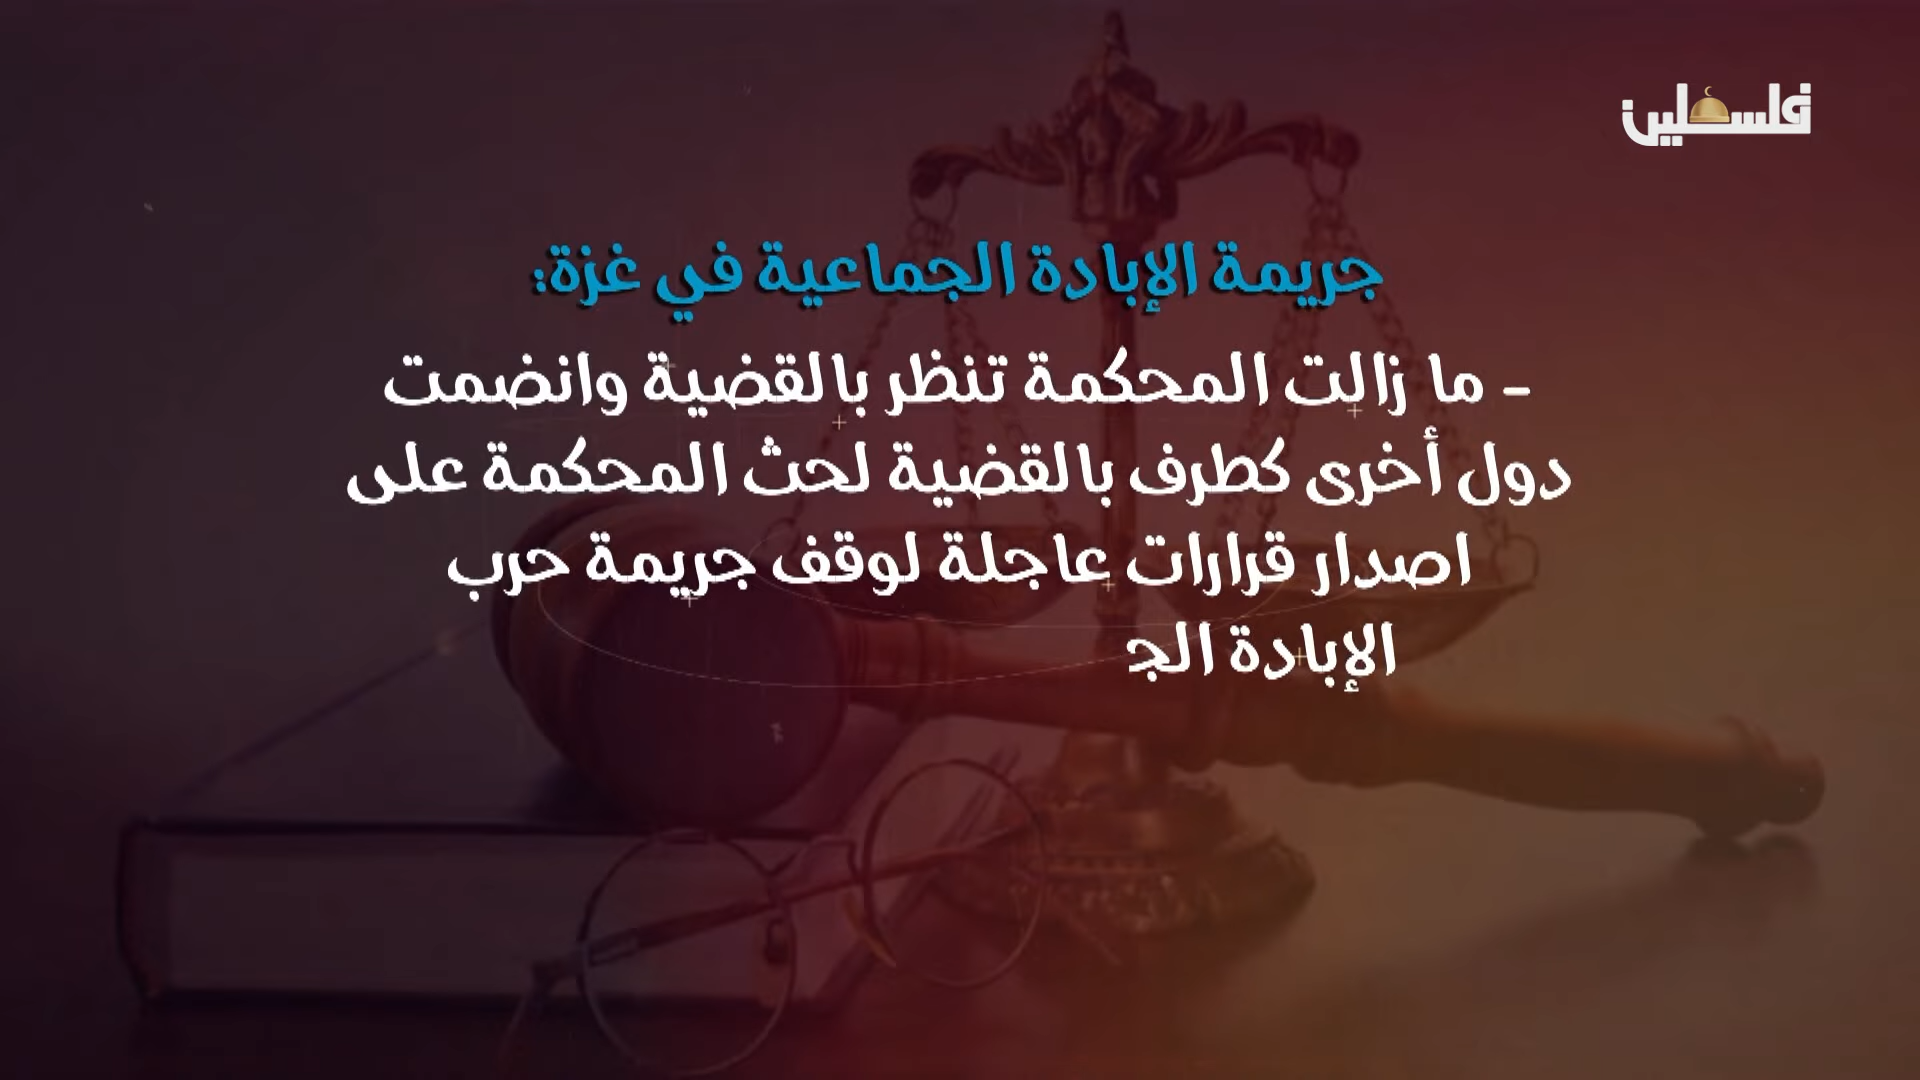 فلسطين
جريمة الإبادة الجماعية في غزة:
- ما زالت المحكمة تنظر بالقضية وانضمت
دول أخرى كطرف بالقضية لحث المحكمة على
اصدار قرارات عاجلة لوقف جريمة حرب
الإبادة الج